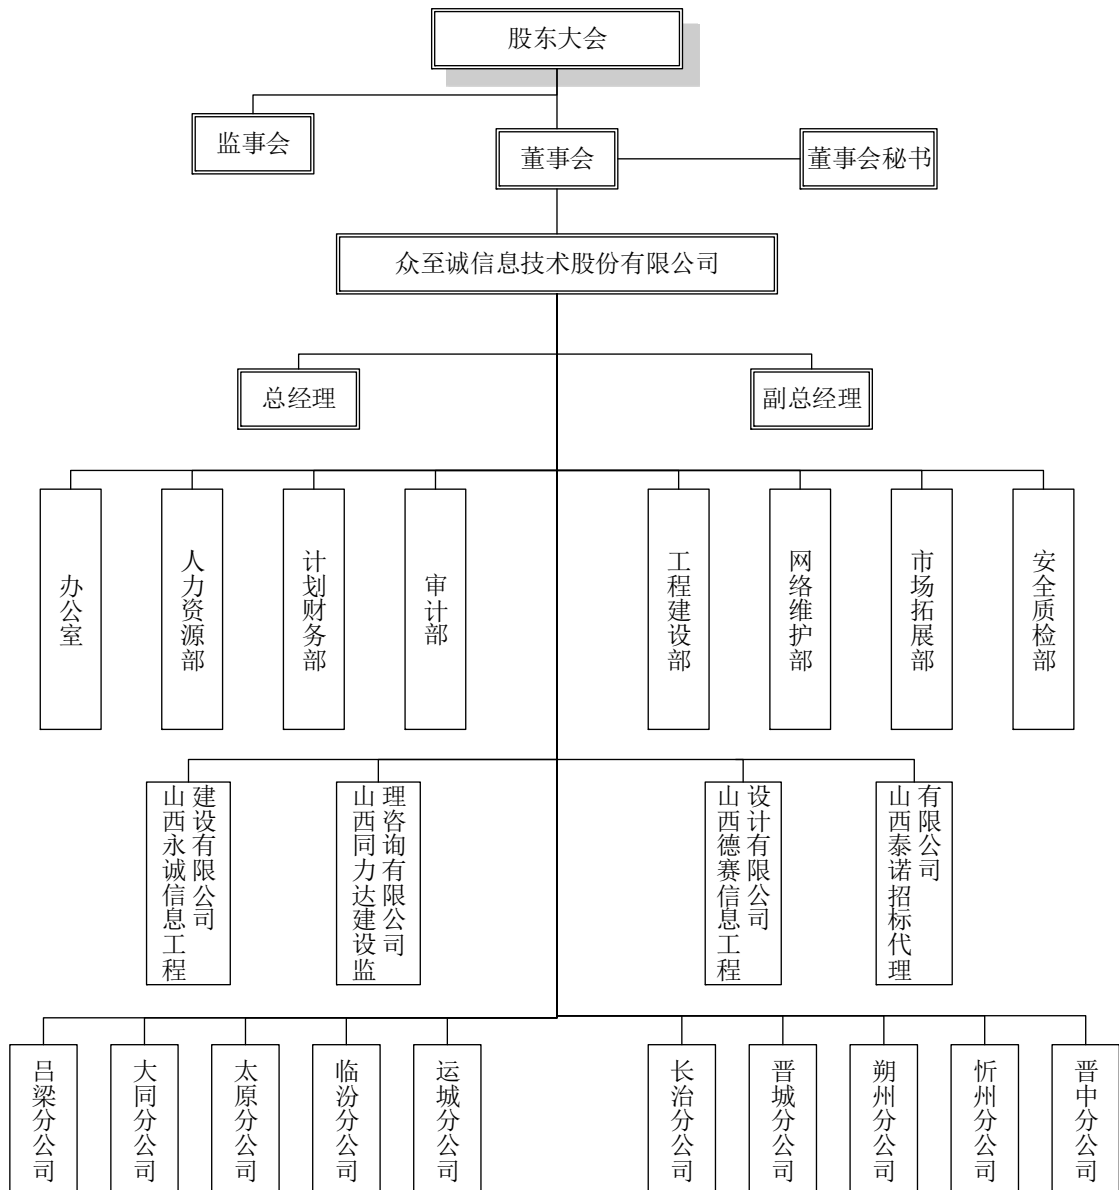 股东大会
监事会
董事会
董事会秘书
众至诚信息技术股份有限公司
总经理
副总经理
办公室
人力资源部
计划财务部
审计部
工程建设部
网络维护部
市场拓展部
安全质检部
山西永诚信息工程
建设有限公司
山西同力达建设监
理咨询有限公司
山西德赛信息工程
设计有限公司
山西泰诺招标代理
有限公司
吕梁分公司
大同分公司
太原分公司
临汾分公司
运城分公司
长治分公司
晋城分公司
朔州分公司
忻州分公司
晋中分公司